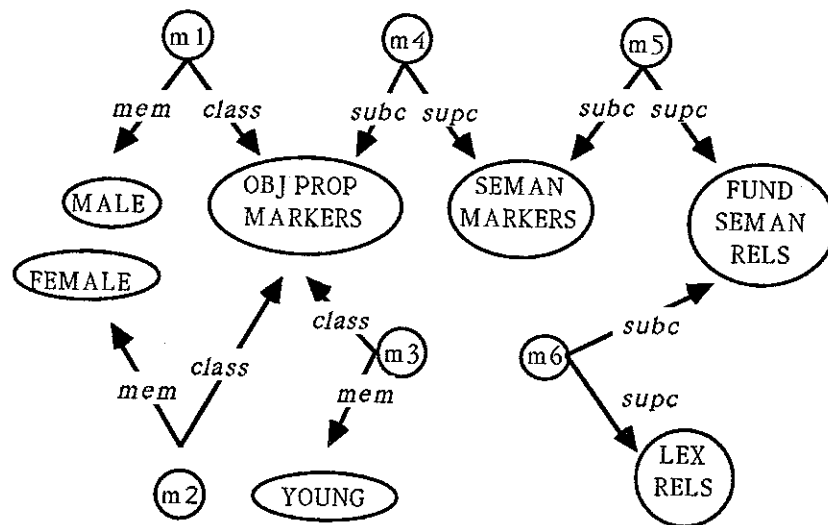 m1
m4
m5
mem
class
subc
supc
subc
supc
MALE
OBJ PROP
MARKERS
SEMAN
MARKERS
FUND
SEMAN
RELS
FEMALE
class
m3
subc
m6
mem
class
mem
supc
m2
YOUNG
LEX
RELS